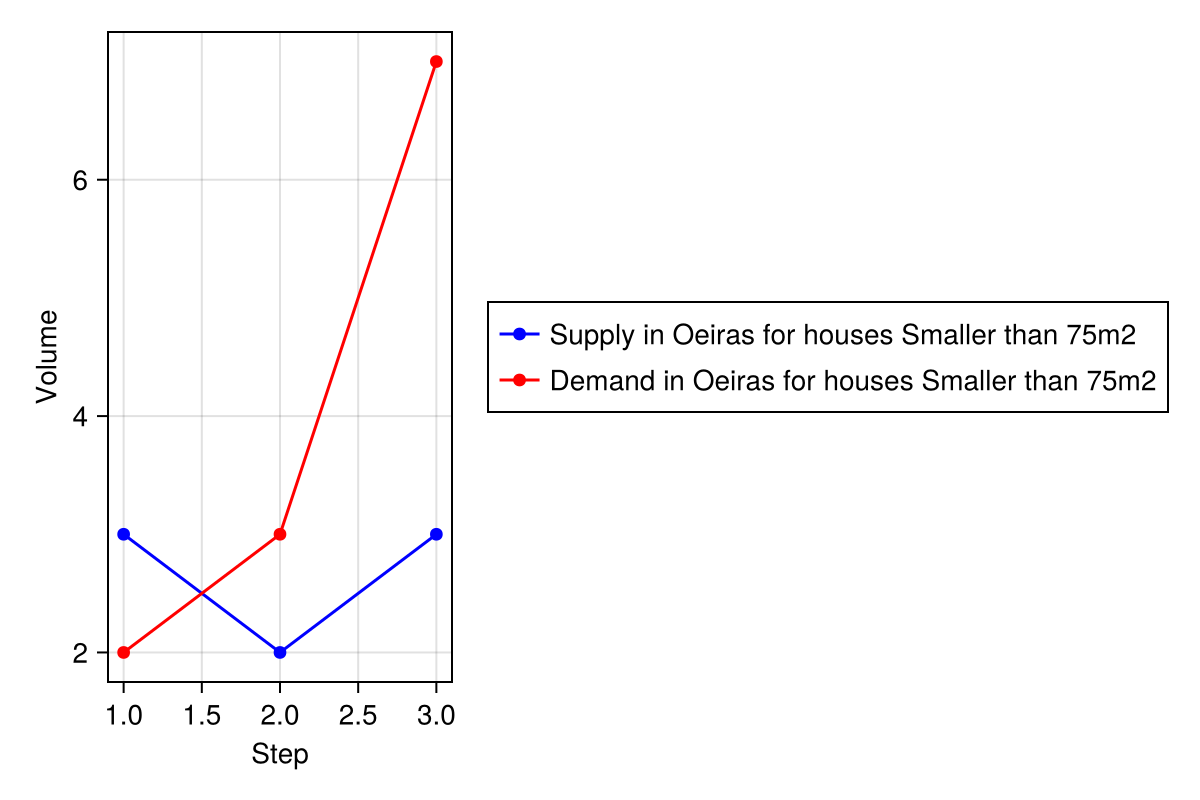 Volume
6
4
2
1.0 1.5 2.0 2.5 3.0
Step
Supply in Oeiras for houses Smaller than 75m2
Demand in Oeiras for houses Smaller than 75m2